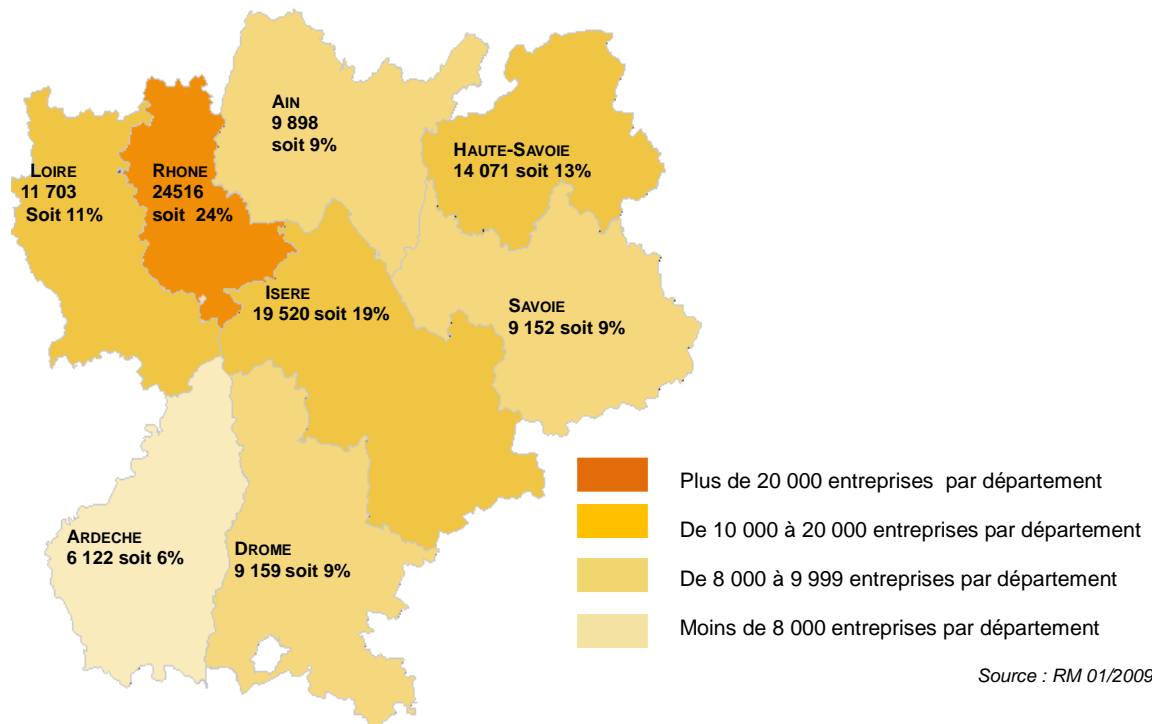 AIN
9 898
soit 9%
HAUTE-SAVOIE
14 071 soit 13%
LOIRE
11 703
Soit 11%
RHONE
24516
soit 24%
ISERE
19 520 soit 19%
SAVOIE
9 152 soit 9%
ARDECHE
6 122 soit 6%
DROME
9 159 soit 9%
Plus de 20 000 entreprises par département
De 10 000 à 20 000 entreprises par département
De 8 000 à 9 999 entreprises par département
Moins de 8 000 entreprises par département
Source : RM 01/2009